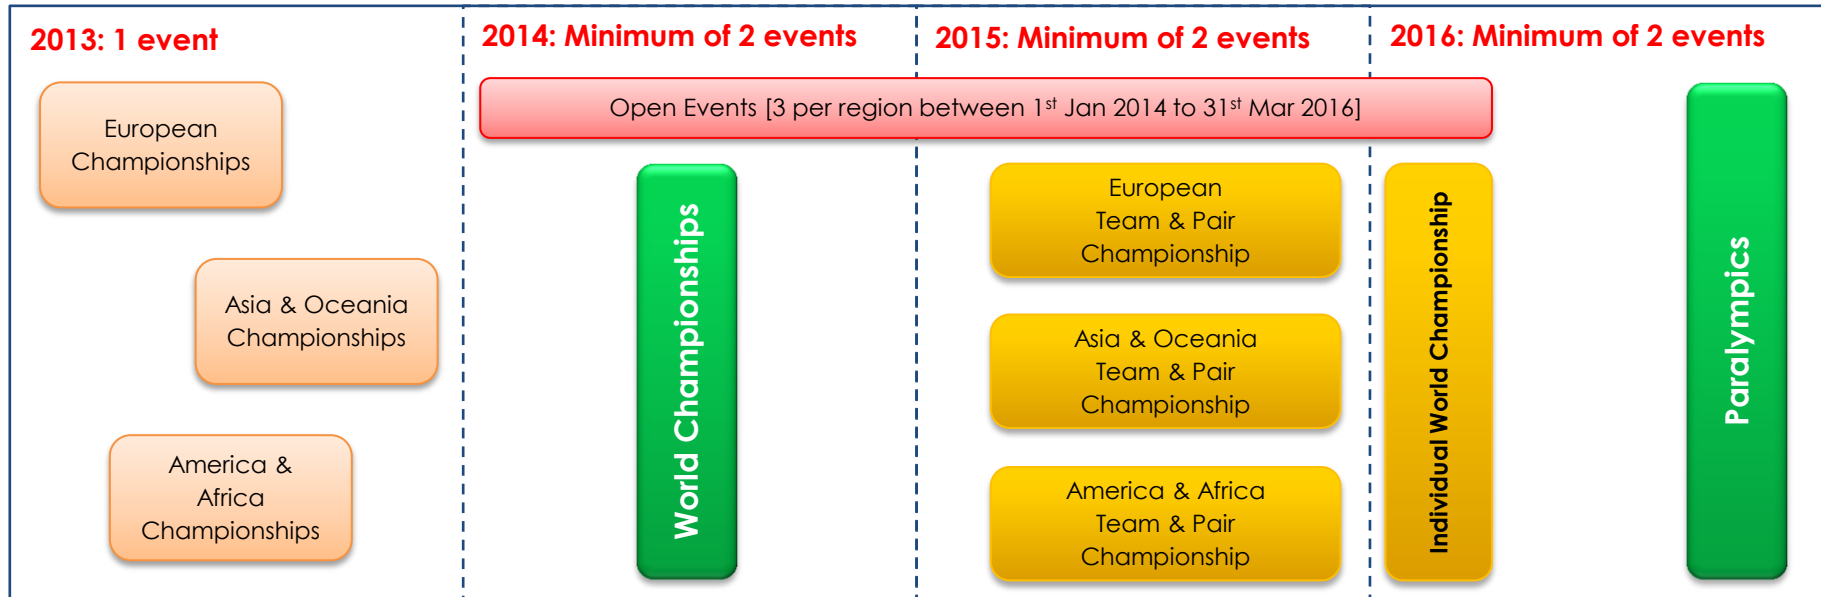 2013: 1 event
European
Championships
Asia & Oceania
Championships
America &
Africa
Championships
2014: Minimum of 2 events
Open Events [3 per region between 1st Jan 2014 to 31st Mar 2016]
World Championships
2015: Minimum of 2 events
European
Team & Pair
Championship
Asia & Oceania
Team & Pair
Championship
America & Africa
Team & Pair
Championship
2016: Minimum of 2 events
Individual World Championship
Paralympics